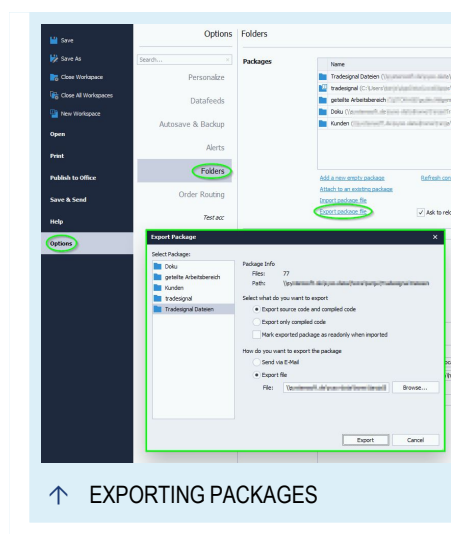 Options
Folders
Save
Save As
Close Workspace
Close All Workspaces
New Workspace
Open
Print
Publish to Office
Save & Send
Help
Options
Search...
Personalize
Datafeeds
Autosave & Backup
Alerts
Folders
Order Routing
Test acc
Packages
Name
Tradesignal Dateien
tradesignal (C:\Users\
geteilte Arbeitsbereich
Doku
Kunden
Add a new empty package
Refresh con
Attach to an existing package
Import package file
Export package file
Ask to relo
Export Package
Select Package:
Doku
geteilte Arbeitsbereich
Kunden
tradesignal
Tradesignal Dateien
Package Info
Files: 77
Path:
Select what do you want to export
Export source code and compiled code
Export only compiled code
Mark exported package as readonly when imported
How do you want to export the package
Send via E-Mail
Export file
File:
Browse...
Export
Cancel
↑ EXPORTING PACKAGES